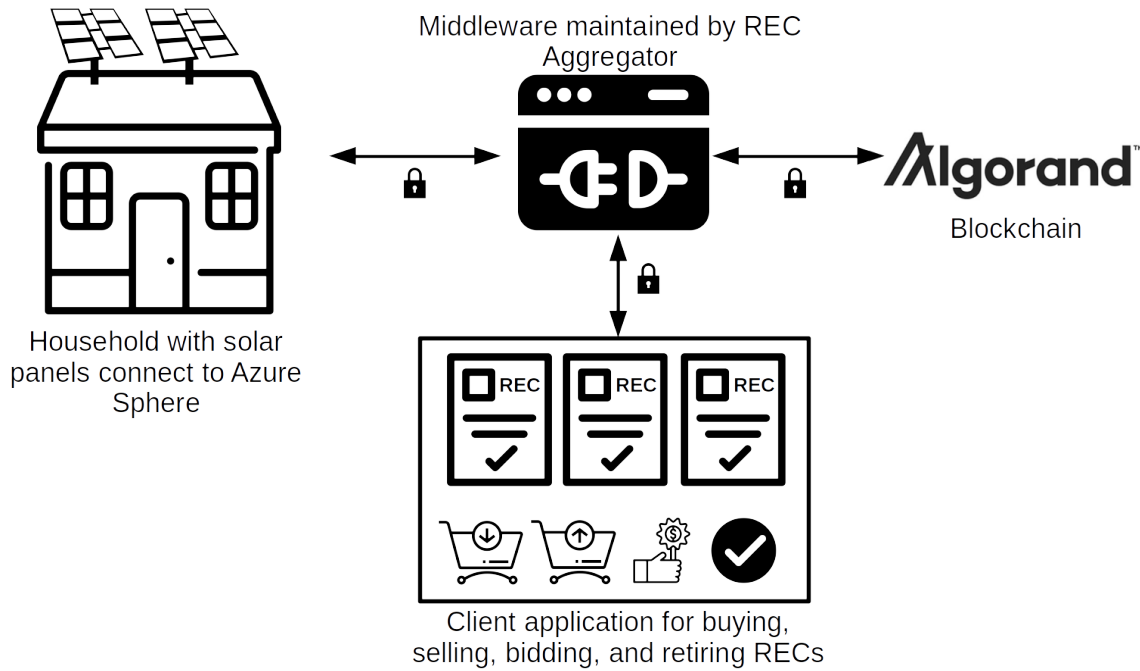 Middleware maintained by REC
Aggregator
Algorand™
Blockchain
Household with solar
panels connect to Azure
Sphere
REC
REC
REC
$
Client application for buying,
selling, bidding, and retiring RECs